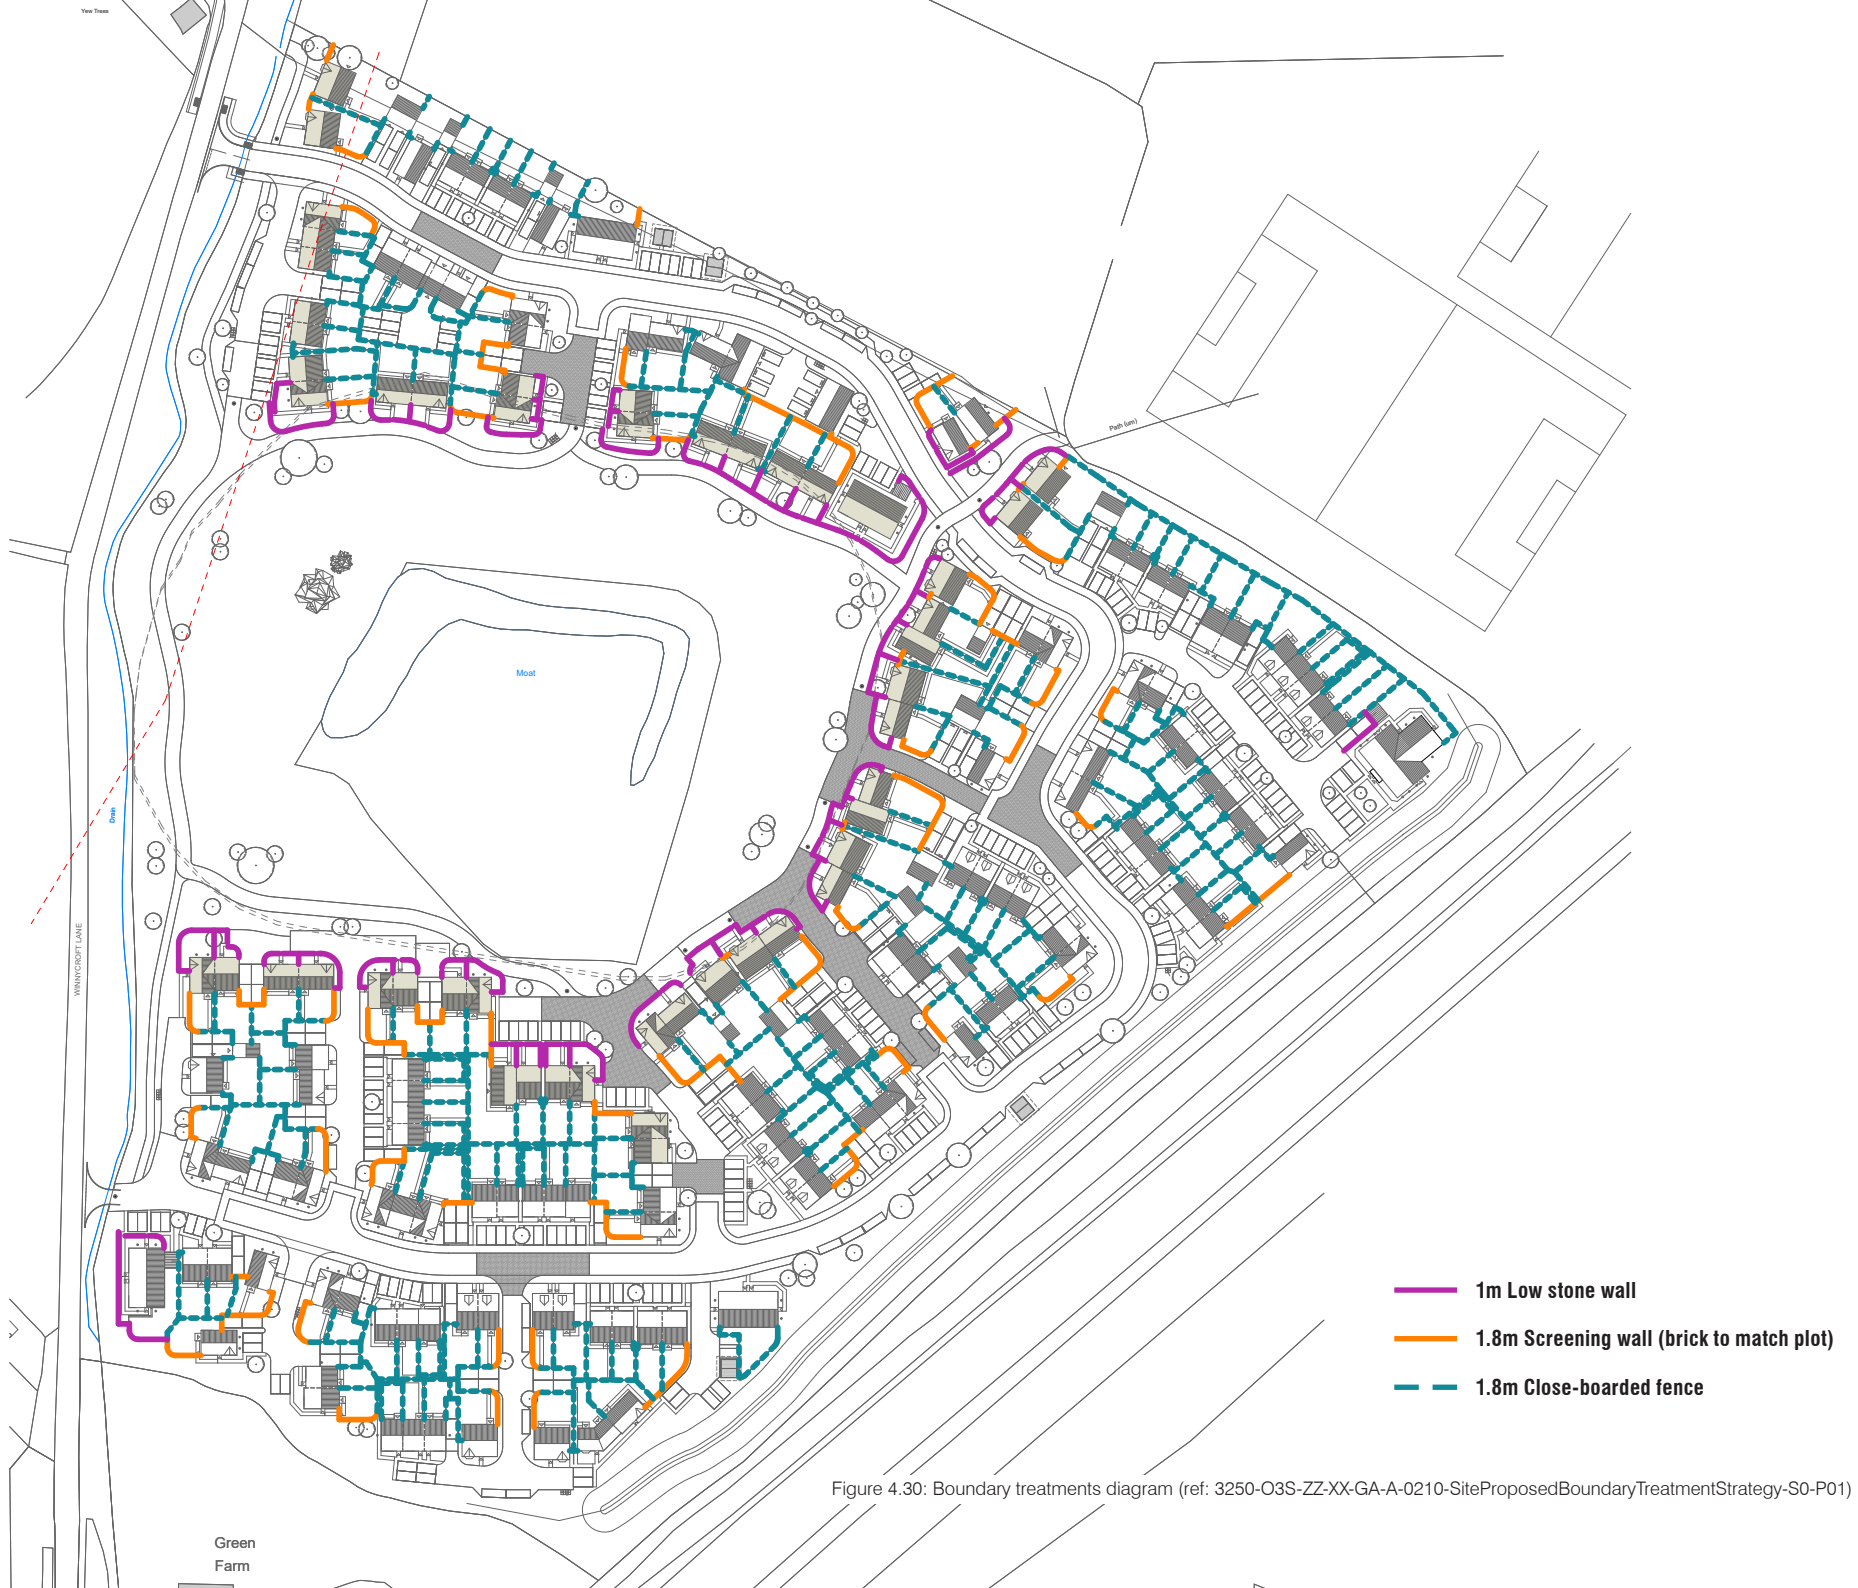 Yew Trees
Path (um)
Moat
Drain
WINNYCROFT LANE
1m Low stone wall
1.8m Screening wall (brick to match plot)
1.8m Close-boarded fence
Figure 4.30: Boundary treatments diagram (ref: 3250-O3S-ZZ-XX-GA-A-0210-SiteProposedBoundaryTreatmentStrategy-S0-P01)
Green
Farm